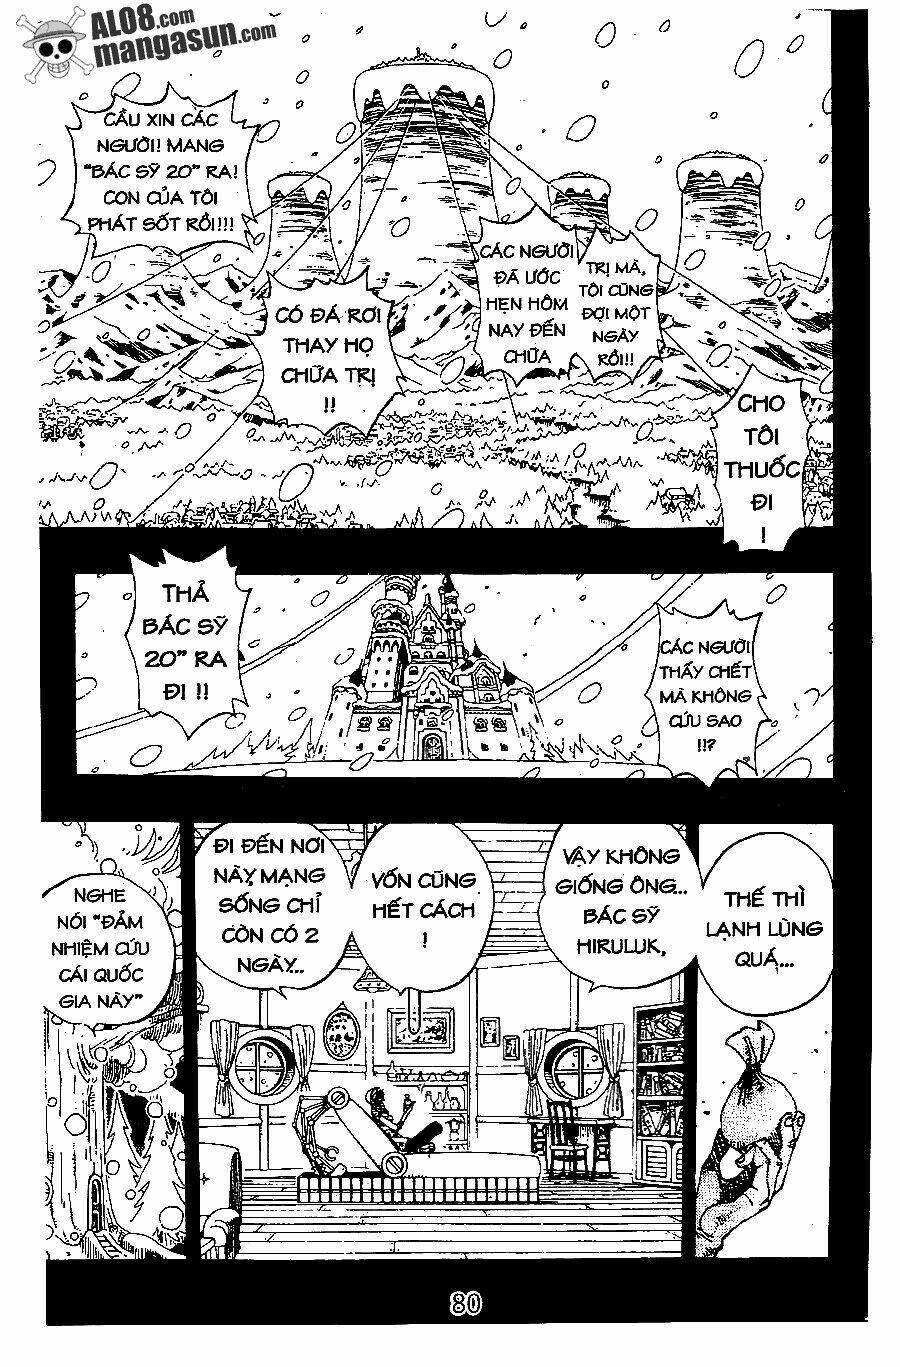 ALO8.com
mangasun.com
CẦU XIN CÁC
NGƯỜI! MANG
"BÁC SỸ 20" RA!
CON CỦA TÔI
PHÁT SỐT RỒI!!!
CÓ ĐÁ RƠI
THAY HỌ
CHỮA TRỊ
!!
CÁC NGƯỜI
ĐÃ ƯỚC
HẸN HÔM
NAY ĐẾN
CHỮA
TRỊ MÀ,
TÔI CŨNG
ĐỢI MỘT
NGÀY
RỒI!!
CHO
TÔI
THUỐC
ĐI
!
THẢ
BÁC SỸ
20" RA
ĐI !!
CÁC NGƯỜI
THẤY CHẾT
MÀ KHÔNG
CỨU SAO
!!?
THẾ THÌ
LẠNH LÙNG
QUÁ...
VẬY KHÔNG
GIỐNG ÔNG..
BÁC SỸ
HIRULUK,
VỐN CŨNG
HẾT CÁCH
!
ĐI ĐẾN NƠI
NÀY, MẠNG
SỐNG CHỈ
CÒN CÓ 2
NGÀY...
NGHE
NÓI "ĐẢM
NHIỆM CỨU
CÁI QUỐC
GIA NÀY"
80